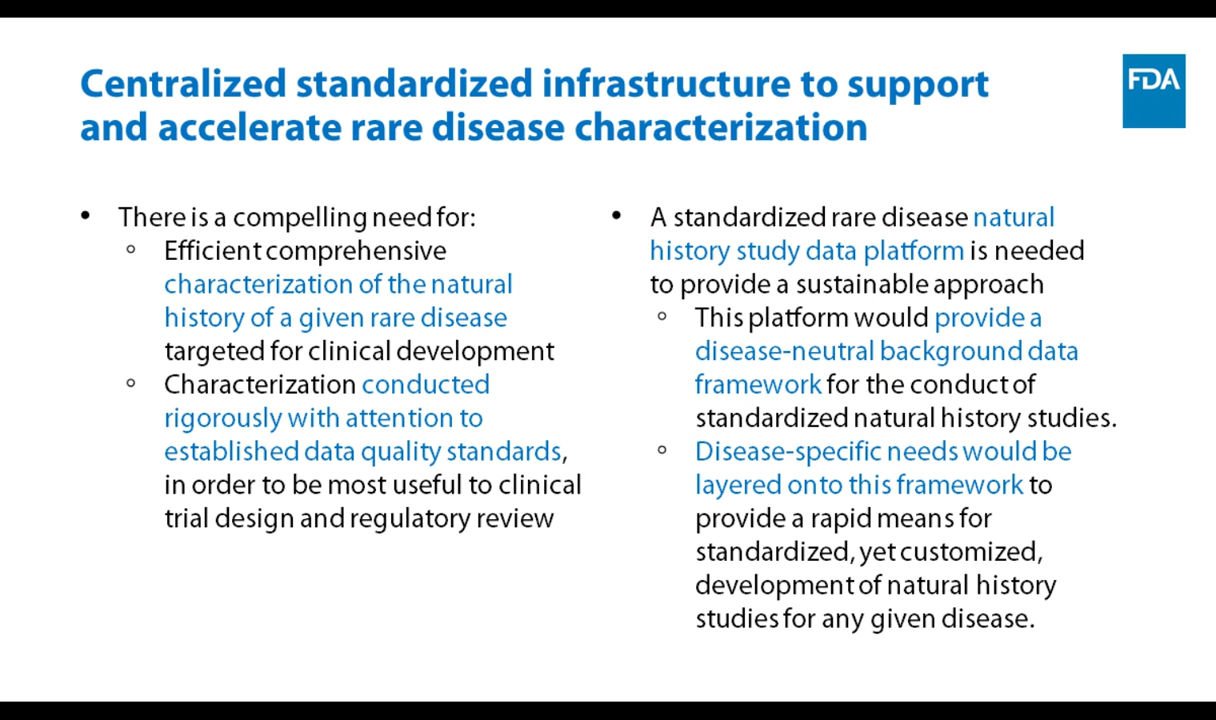 Centralized standardized infrastructure to support
and accelerate rare disease characterization
FDA
• There is a compelling need for:
○ Efficient comprehensive
characterization of the natural
history of a given rare disease
targeted for clinical development
○ Characterization conducted
rigorously with attention to
established data quality standards,
in order to be most useful to clinical
trial design and regulatory review
• A standardized rare disease natural
history study data platform is needed
to provide a sustainable approach
○ This platform would provide a
disease-neutral background data
framework for the conduct of
standardized natural history studies.
○ Disease-specific needs would be
layered onto this framework to
provide a rapid means for
standardized, yet customized,
development of natural history
studies for any given disease.